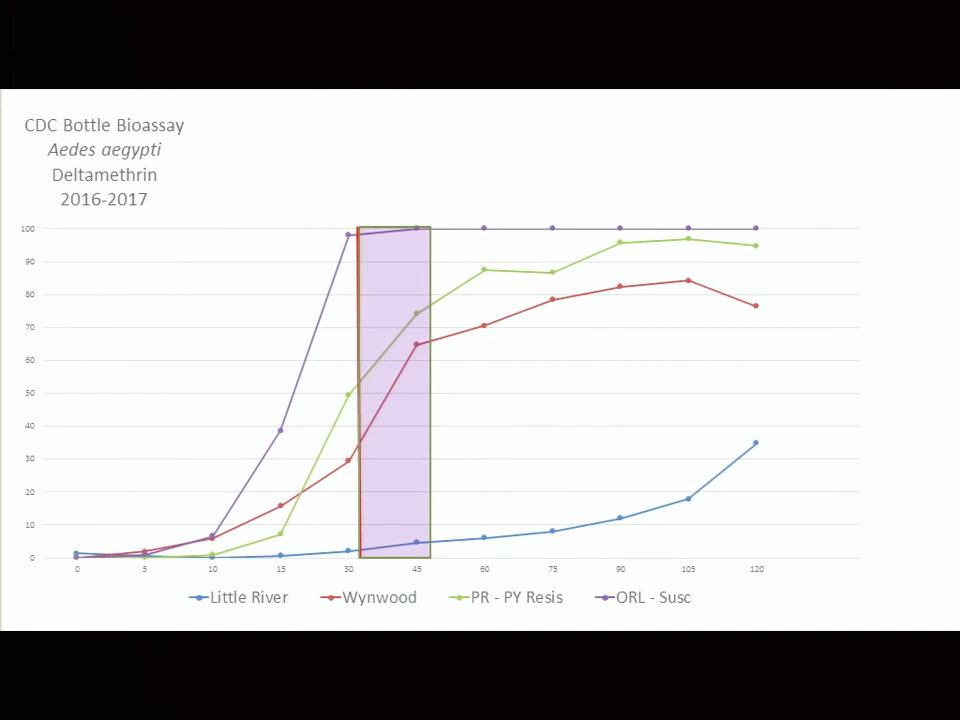 CDC Bottle Bioassay
Aedes aegypti
Deltamethrin
2016-2017
100
90
80
70
60
50
40
30
20
10
0
0 5 10 15 30 45 60 75 90 105 120
Little River Wynwood PR - PY Resis ORL - Susc